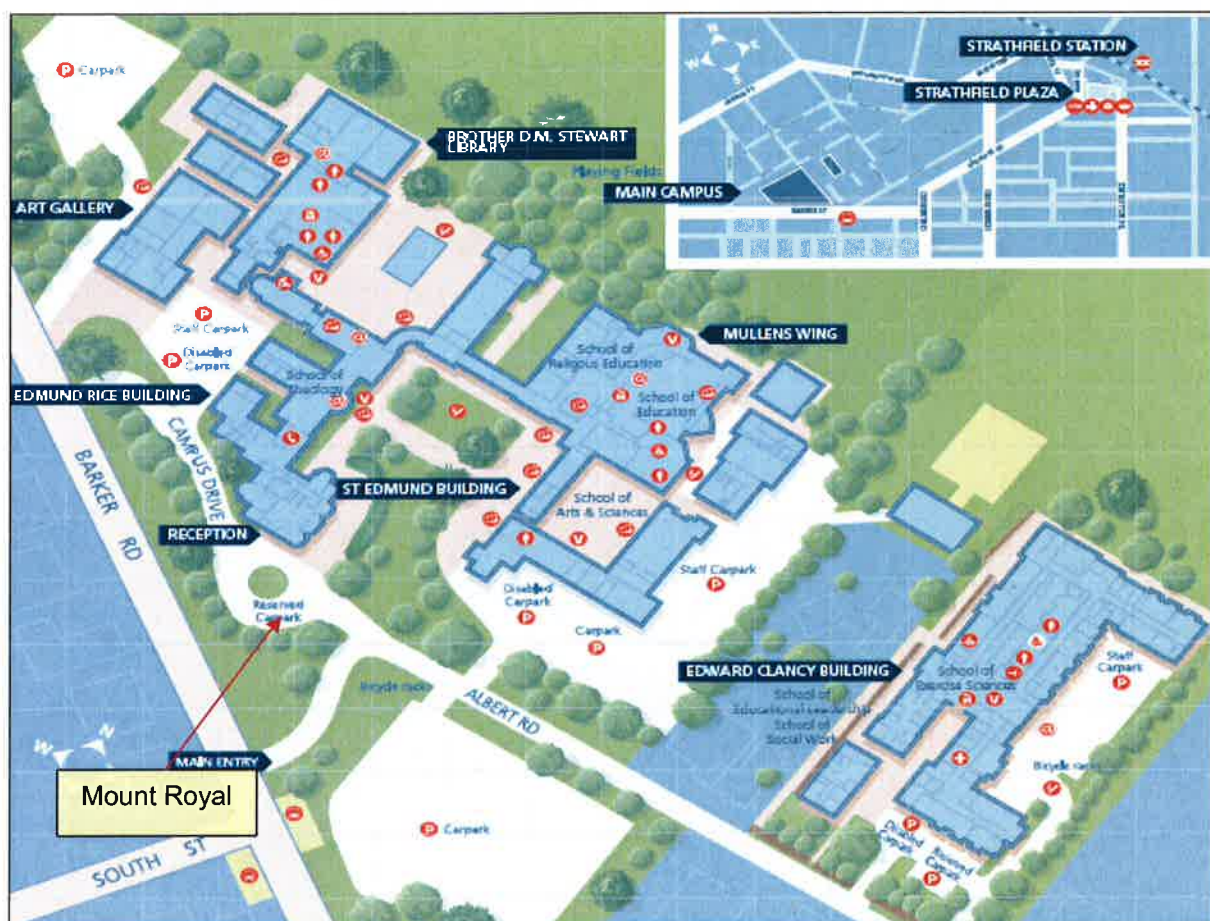 Carpark
STRATHFIELD STATION
STRATHFIELD PLAZA
BROTHER D.M. STEWART
LIBRARY
Playing Fields
MAIN CAMPUS
ART GALLERY
BARKER ST
Staff Carpark
Disabled
Carpark
MULLENS WING
School of
Religious Education
School of
Theology
School of
Education
EDMUND RICE BUILDING
CAMPUS DRIVE
BARKER RD
ST EDMUND BUILDING
School of
Arts & Sciences
RECEPTION
Reserved
Carpark
Disabled
Carpark
Staff Carpark
Carpark
EDWARD CLANCY BUILDING
School of
Exercise Sciences
School of
Educational Leadership
School of
Social Work
Staff
Carpark
Bicycle racks
ALBERT RD
MAIN ENTRY
Mount Royal
Bicycle racks
Carpark
Disabled
Carpark
Reserved
Carpark
SOUTH ST
W
N